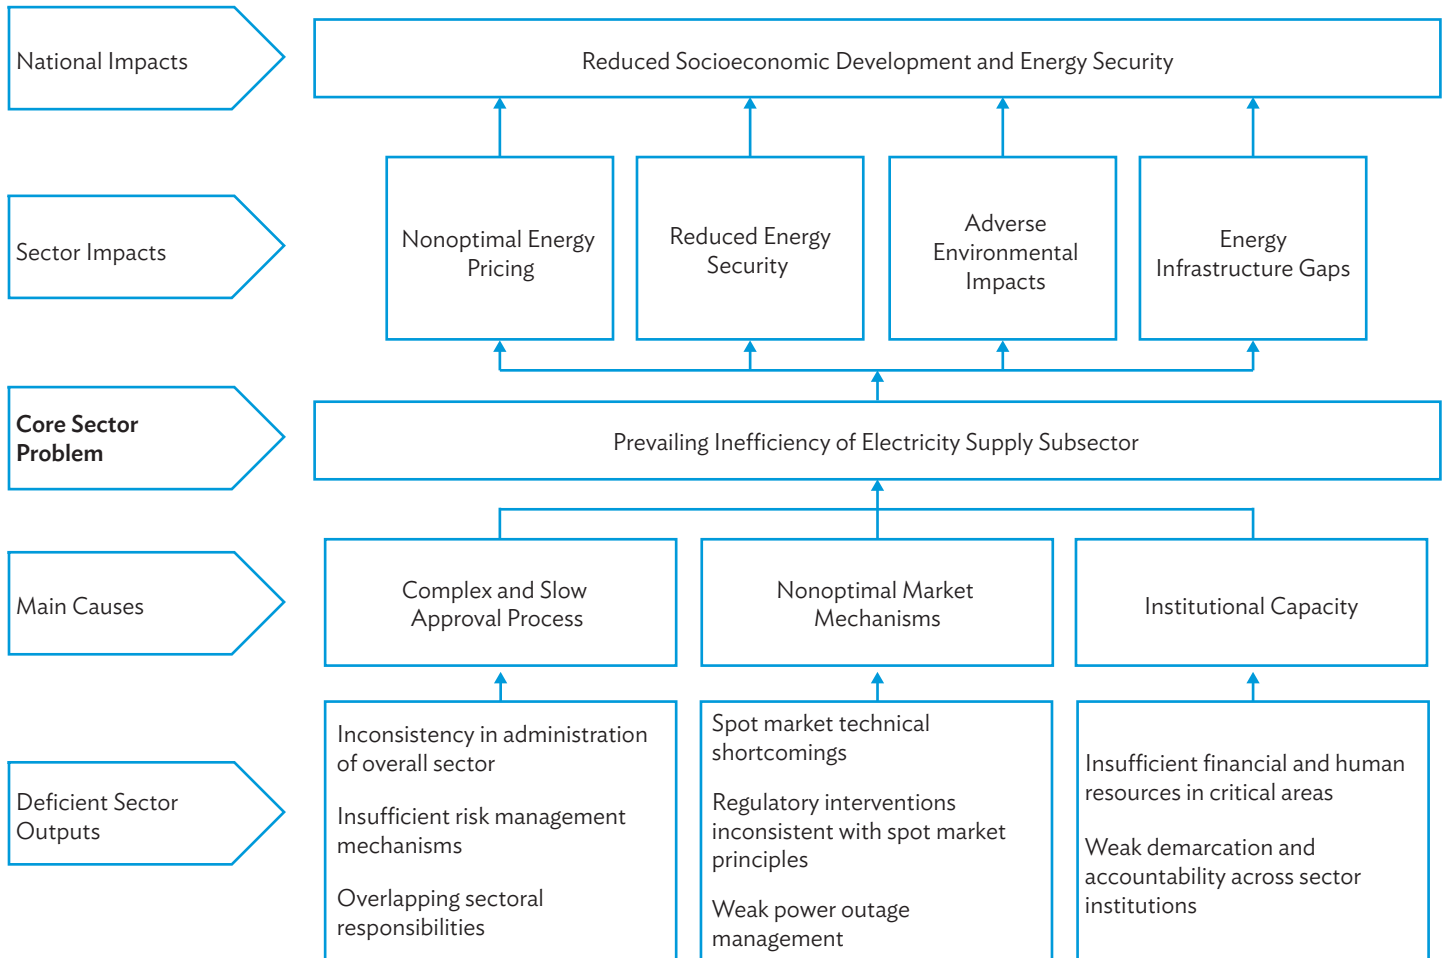 National Impacts
Reduced Socioeconomic Development and Energy Security
Sector Impacts
Nonoptimal Energy
Pricing
Reduced Energy
Security
Adverse
Environmental
Impacts
Energy
Infrastructure Gaps
Core Sector
Problem
Prevailing Inefficiency of Electricity Supply Subsector
Main Causes
Complex and Slow
Approval Process
Nonoptimal Market
Mechanisms
Institutional Capacity
Deficient Sector
Outputs
Inconsistency in administration
of overall sector
Insufficient risk management
mechanisms
Overlapping sectoral
responsibilities
Spot market technical
shortcomings
Regulatory interventions
inconsistent with spot market
principles
Weak power outage
management
Insufficient financial and human
resources in critical areas
Weak demarcation and
accountability across sector
institutions